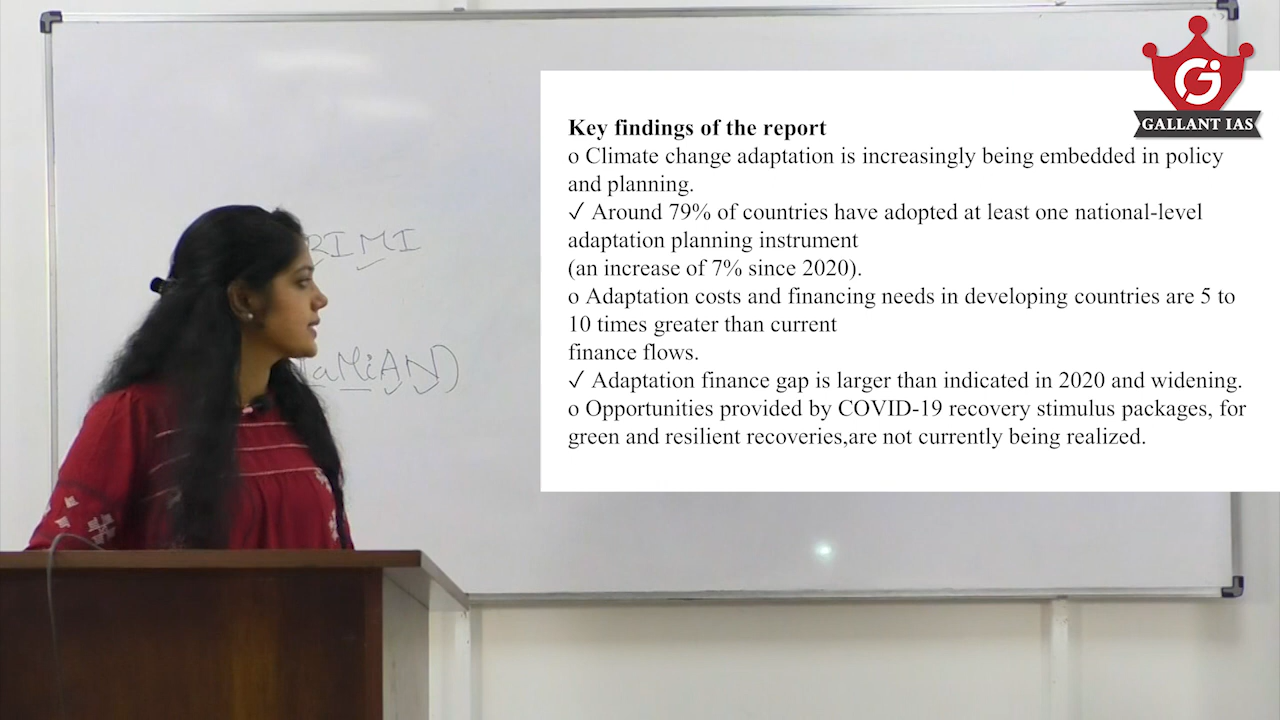 GALLANT IAS
Key findings of the report
o Climate change adaptation is increasingly being embedded in policy
and planning.
✓ Around 79% of countries have adopted at least one national-level
adaptation planning instrument
(an increase of 7% since 2020).
o Adaptation costs and financing needs in developing countries are 5 to
10 times greater than current
finance flows.
✓ Adaptation finance gap is larger than indicated in 2020 and widening.
o Opportunities provided by COVID-19 recovery stimulus packages, for
green and resilient recoveries,are not currently being realized.